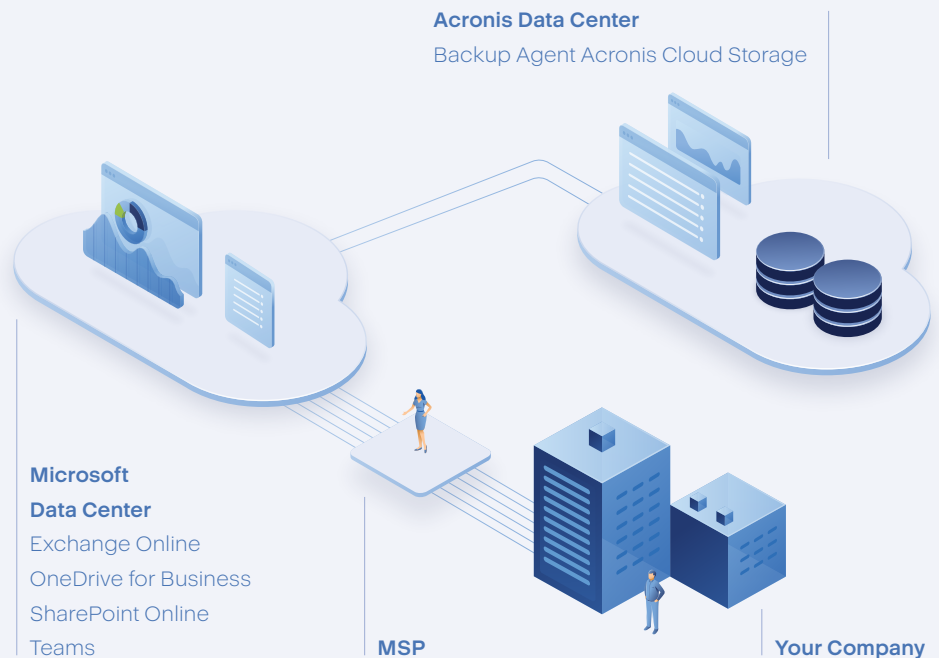 Acronis Data Center
Backup Agent Acronis Cloud Storage
Microsoft
Data Center
Exchange Online
OneDrive for Business
SharePoint Online
Teams
MSP
Your Company